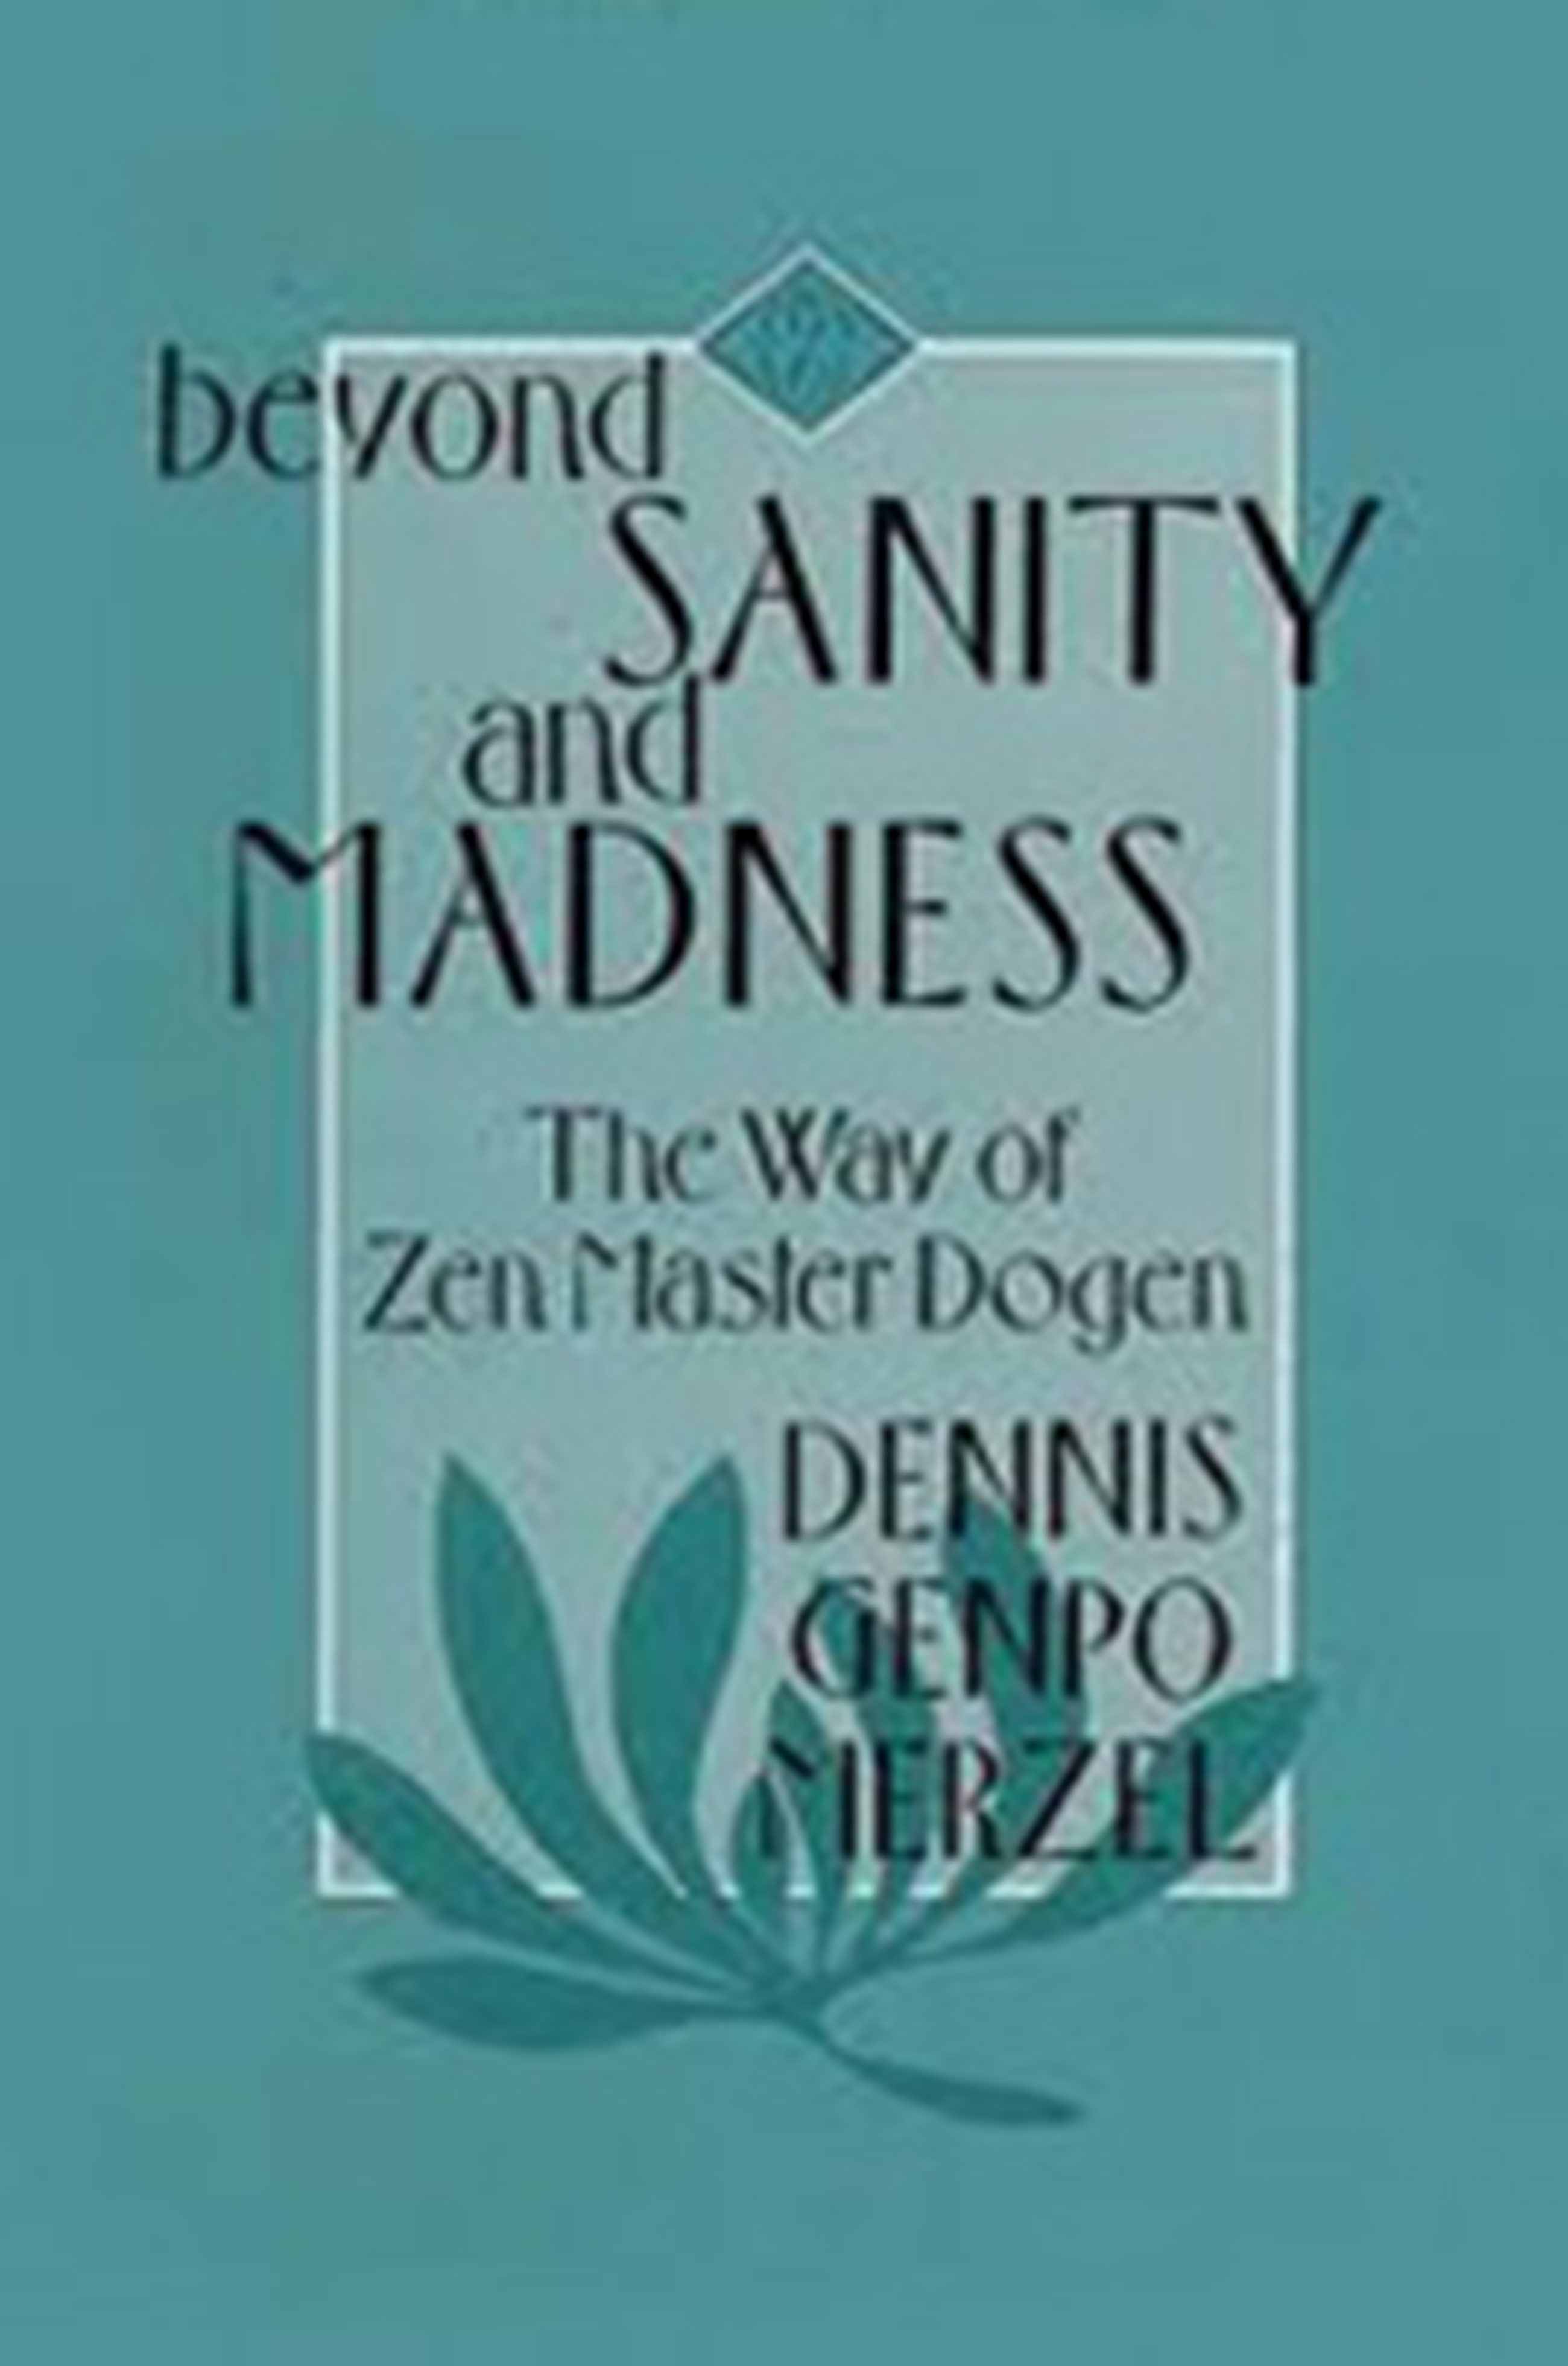 beyond
SANITY
and
MADNESS
The Way of
Zen Master Dogen
DENNIS
GENPO
MERZEL